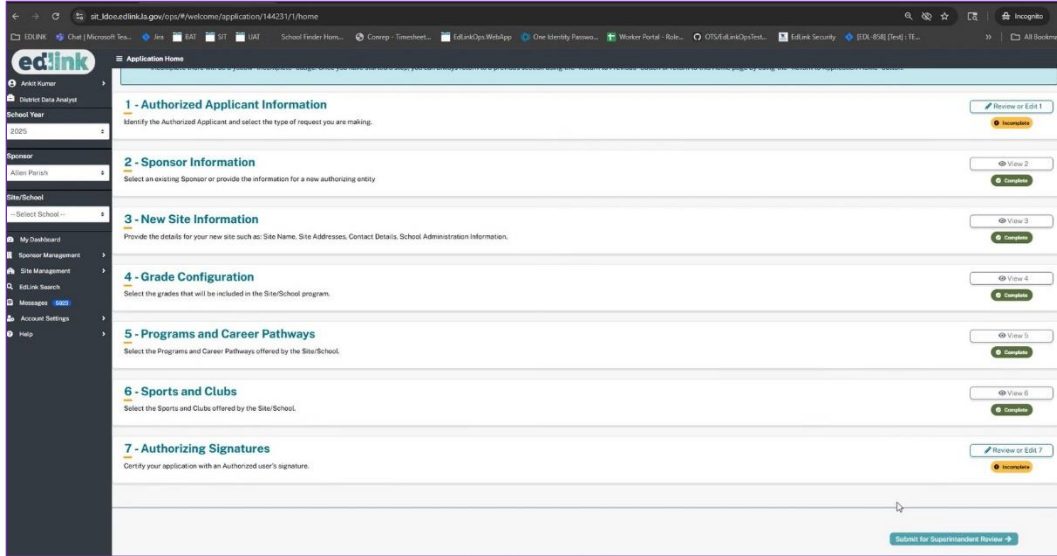 sit_ldoe.edlink.la.gov/ops/#/welcome/application/144231/1/home
Incognito
EDLINK
Chat | Microsoft Tea...
Jira
EAT
SIT
UAT
School Finder Hom...
Conrep - Timesheet...
EdLinkOps.WebApp
One Identity Passwo...
Worker Portal - Role...
OTS/EdLinkOpsTest...
EdLink Security
[EDL-858] [Test] : TE...
All Bookma
ed:link
Application Home
Ankit Kumar
District Data Analyst
School Year
2025
Sponsor
Allen Parish
Site/School
-- Select School --
My Dashboard
Sponsor Management
Site Management
EdLink Search
Messages 5023
Account Settings
Help
1 - Authorized Applicant Information
Identify the Authorized Applicant and select the type of request you are making.
Review or Edit 1
Incomplete
2 - Sponsor Information
Select an existing Sponsor or provide the information for a new authorizing entity
View 2
Complete
3 - New Site Information
Provide the details for your new site such as: Site Name, Site Addresses, Contact Details, School Administration Information.
View 3
Complete
4 - Grade Configuration
Select the grades that will be included in the Site/School program.
View 4
Complete
5 - Programs and Career Pathways
Select the Programs and Career Pathways offered by the Site/School.
View 5
Complete
6 - Sports and Clubs
Select the Sports and Clubs offered by the Site/School.
View 6
Complete
7 - Authorizing Signatures
Certify your application with an Authorized user's signature.
Review or Edit 7
Incomplete
Submit for Superintendent Review →